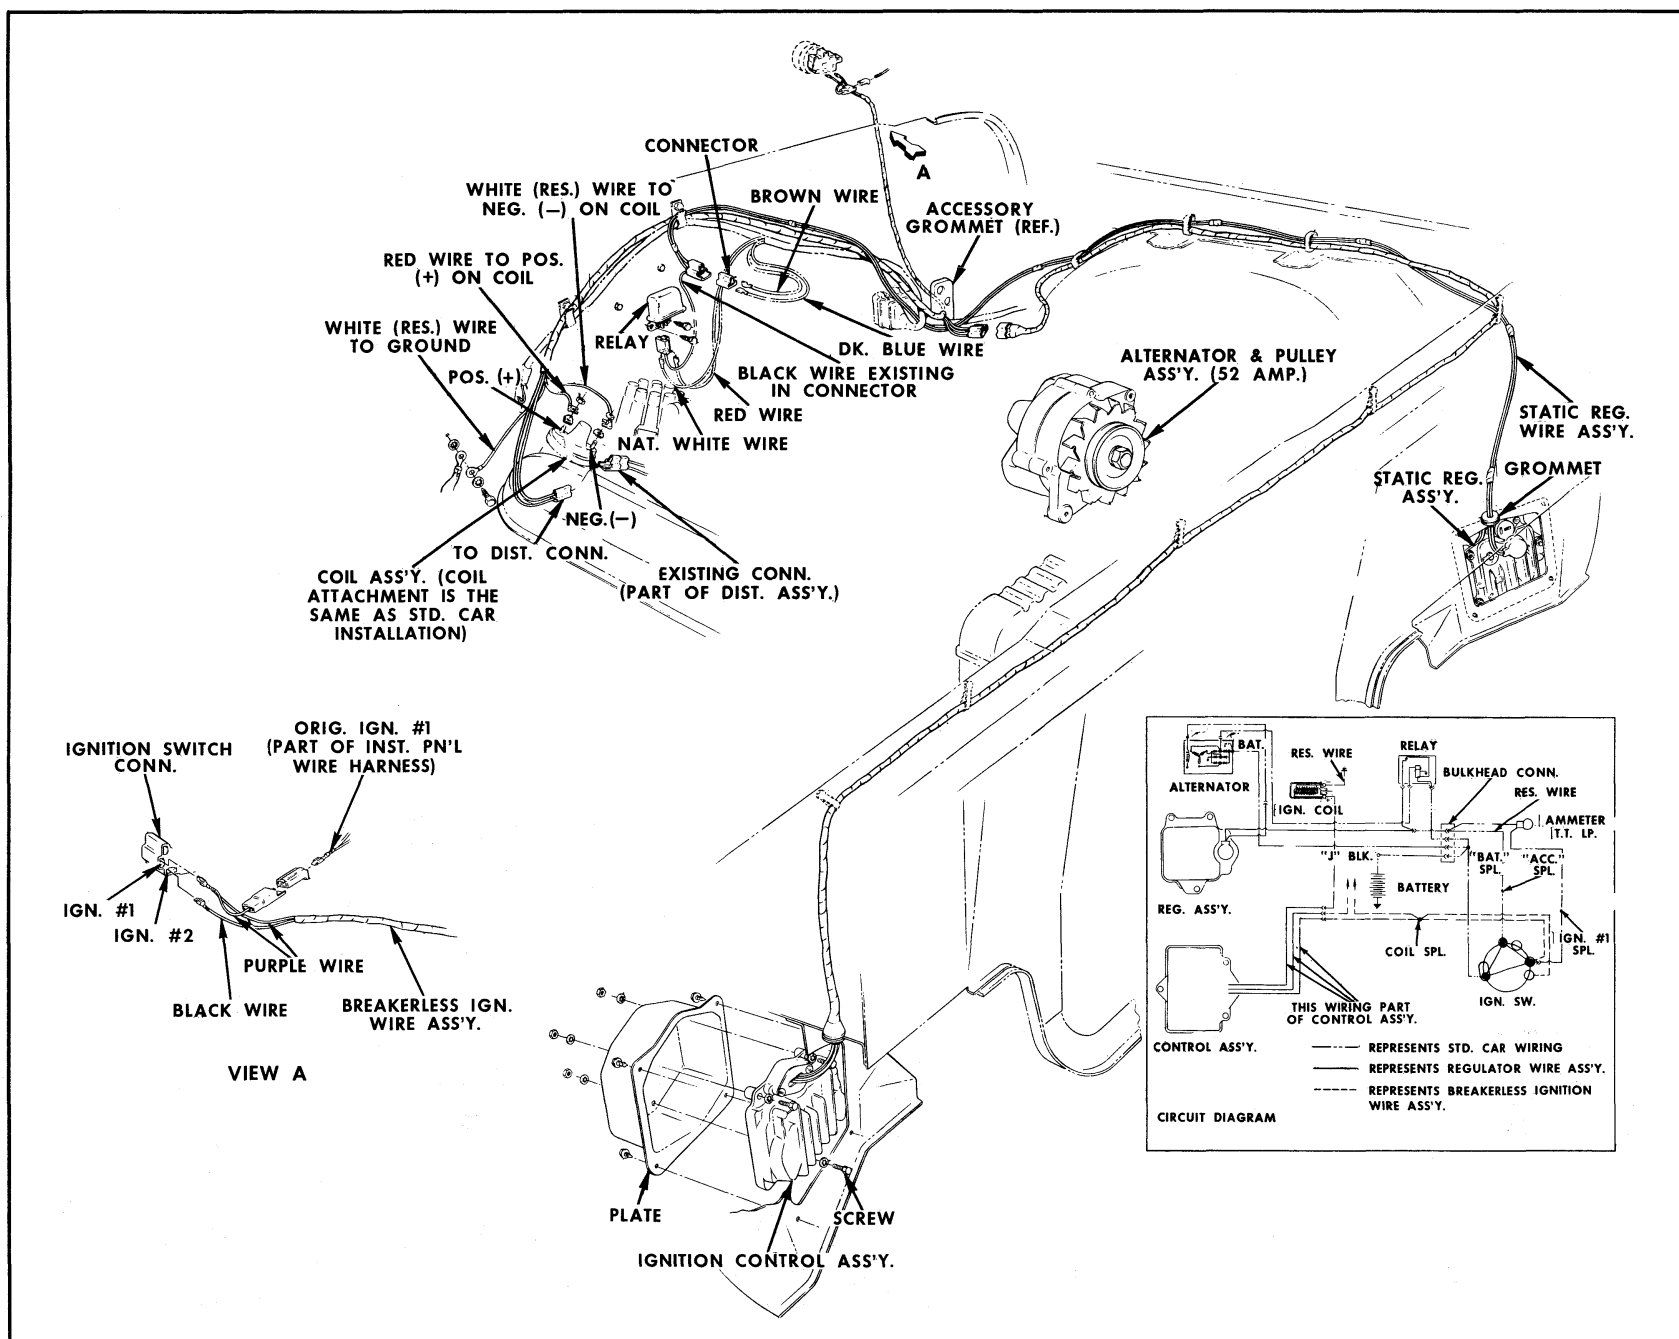 A
CONNECTOR
WHITE (RES.) WIRE TO
NEG. (—) ON COIL
BROWN WIRE
ACCESSORY
GROMMET (REF.)
RED WIRE TO POS.
(+) ON COIL
WHITE (RES.) WIRE
TO GROUND
POS. (+)
RELAY
DK. BLUE WIRE
BLACK WIRE EXISTING
IN CONNECTOR
RED WIRE
NAT. WHITE WIRE
ALTERNATOR & PULLEY
ASS'Y. (52 AMP.)
STATIC REG.
WIRE ASS'Y.
STATIC REG.
ASS'Y.
GROMMET
NEG.(—)
TO DIST. CONN.
COIL ASS'Y. (COIL
ATTACHMENT IS THE
SAME AS STD. CAR
INSTALLATION)
EXISTING CONN.
(PART OF DIST. ASS'Y.)
IGNITION SWITCH
CONN.
ORIG. IGN. #1
(PART OF INST. PN'L
WIRE HARNESS)
IGN. #1
IGN. #2
PURPLE WIRE
BLACK WIRE
BREAKERLESS IGN.
WIRE ASS'Y.
VIEW A
PLATE
SCREW
IGNITION CONTROL ASS'Y.
BAT.
ALTERNATOR
RES. WIRE
IGN. COIL
RELAY
BULKHEAD CONN.
RES. WIRE
AMMETER
T.T. LP.
"J" BLK.
"BAT."
SPL.
"ACC."
SPL.
BATTERY
REG. ASS'Y.
COIL SPL.
IGN. #1
SPL.
IGN. SW.
THIS WIRING PART
OF CONTROL ASS'Y.
CONTROL ASS'Y.
REPRESENTS STD. CAR WIRING
REPRESENTS REGULATOR WIRE ASS'Y.
REPRESENTS BREAKERLESS IGNITION
WIRE ASS'Y.
CIRCUIT DIAGRAM